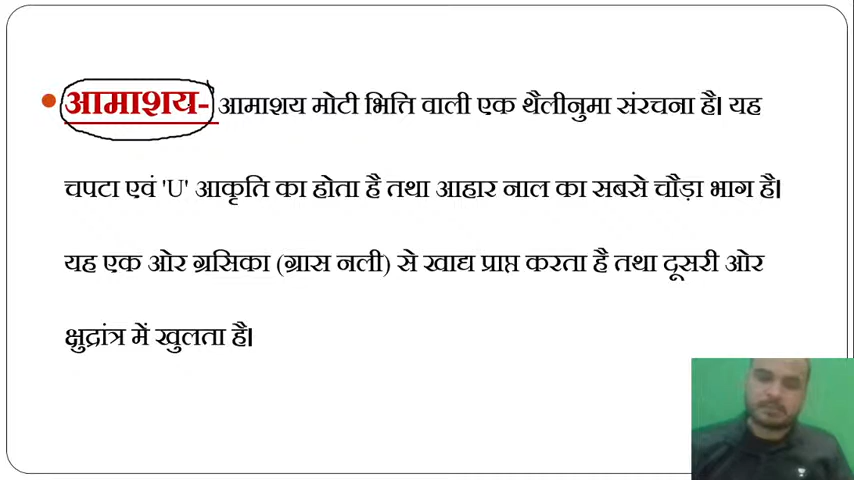 आमाशय- आमाशय मोटी भित्ति वाली एक थैलीनुमा संरचना है। यह
चपटा एवं 'U' आकृति का होता है तथा आहार नाल का सबसे चौड़ा भाग है।
यह एक ओर ग्रसिका (ग्रास नली) से खाद्य प्राप्त करता है तथा दूसरी ओर
क्षुद्रांत्र में खुलता है।